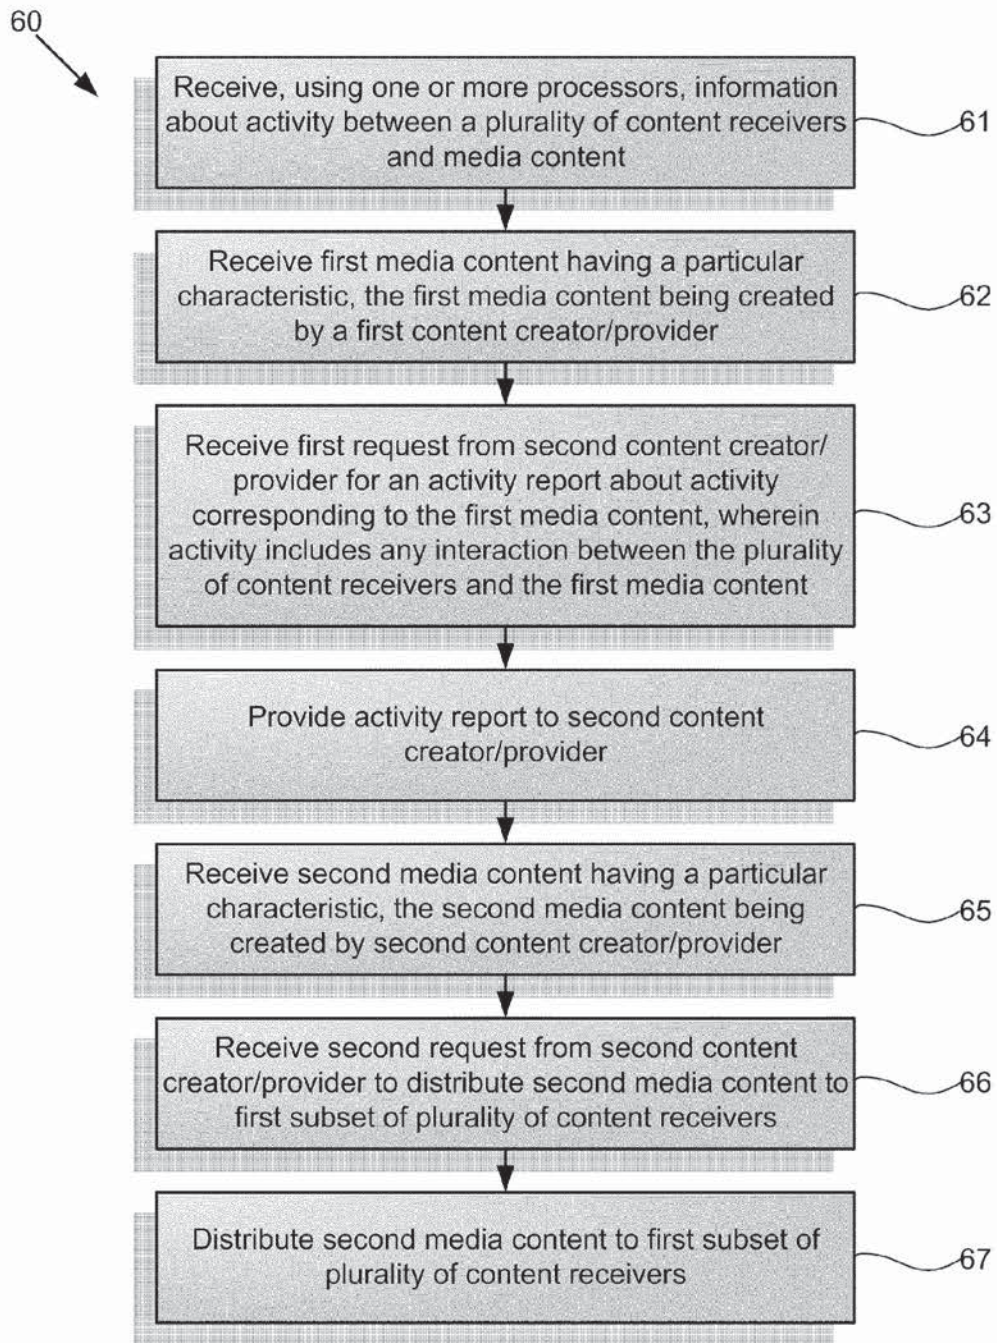 60
Receive, using one or more processors, information
about activity between a plurality of content receivers
and media content
61
Receive first media content having a particular
characteristic, the first media content being created
by a first content creator/provider
62
Receive first request from second content creator/
provider for an activity report about activity
corresponding to the first media content, wherein
activity includes any interaction between the plurality
of content receivers and the first media content
63
Provide activity report to second content
creator/provider
64
Receive second media content having a particular
characteristic, the second media content being
created by second content creator/provider
65
Receive second request from second content
creator/provider to distribute second media content to
first subset of plurality of content receivers
66
Distribute second media content to first subset of
plurality of content receivers
67